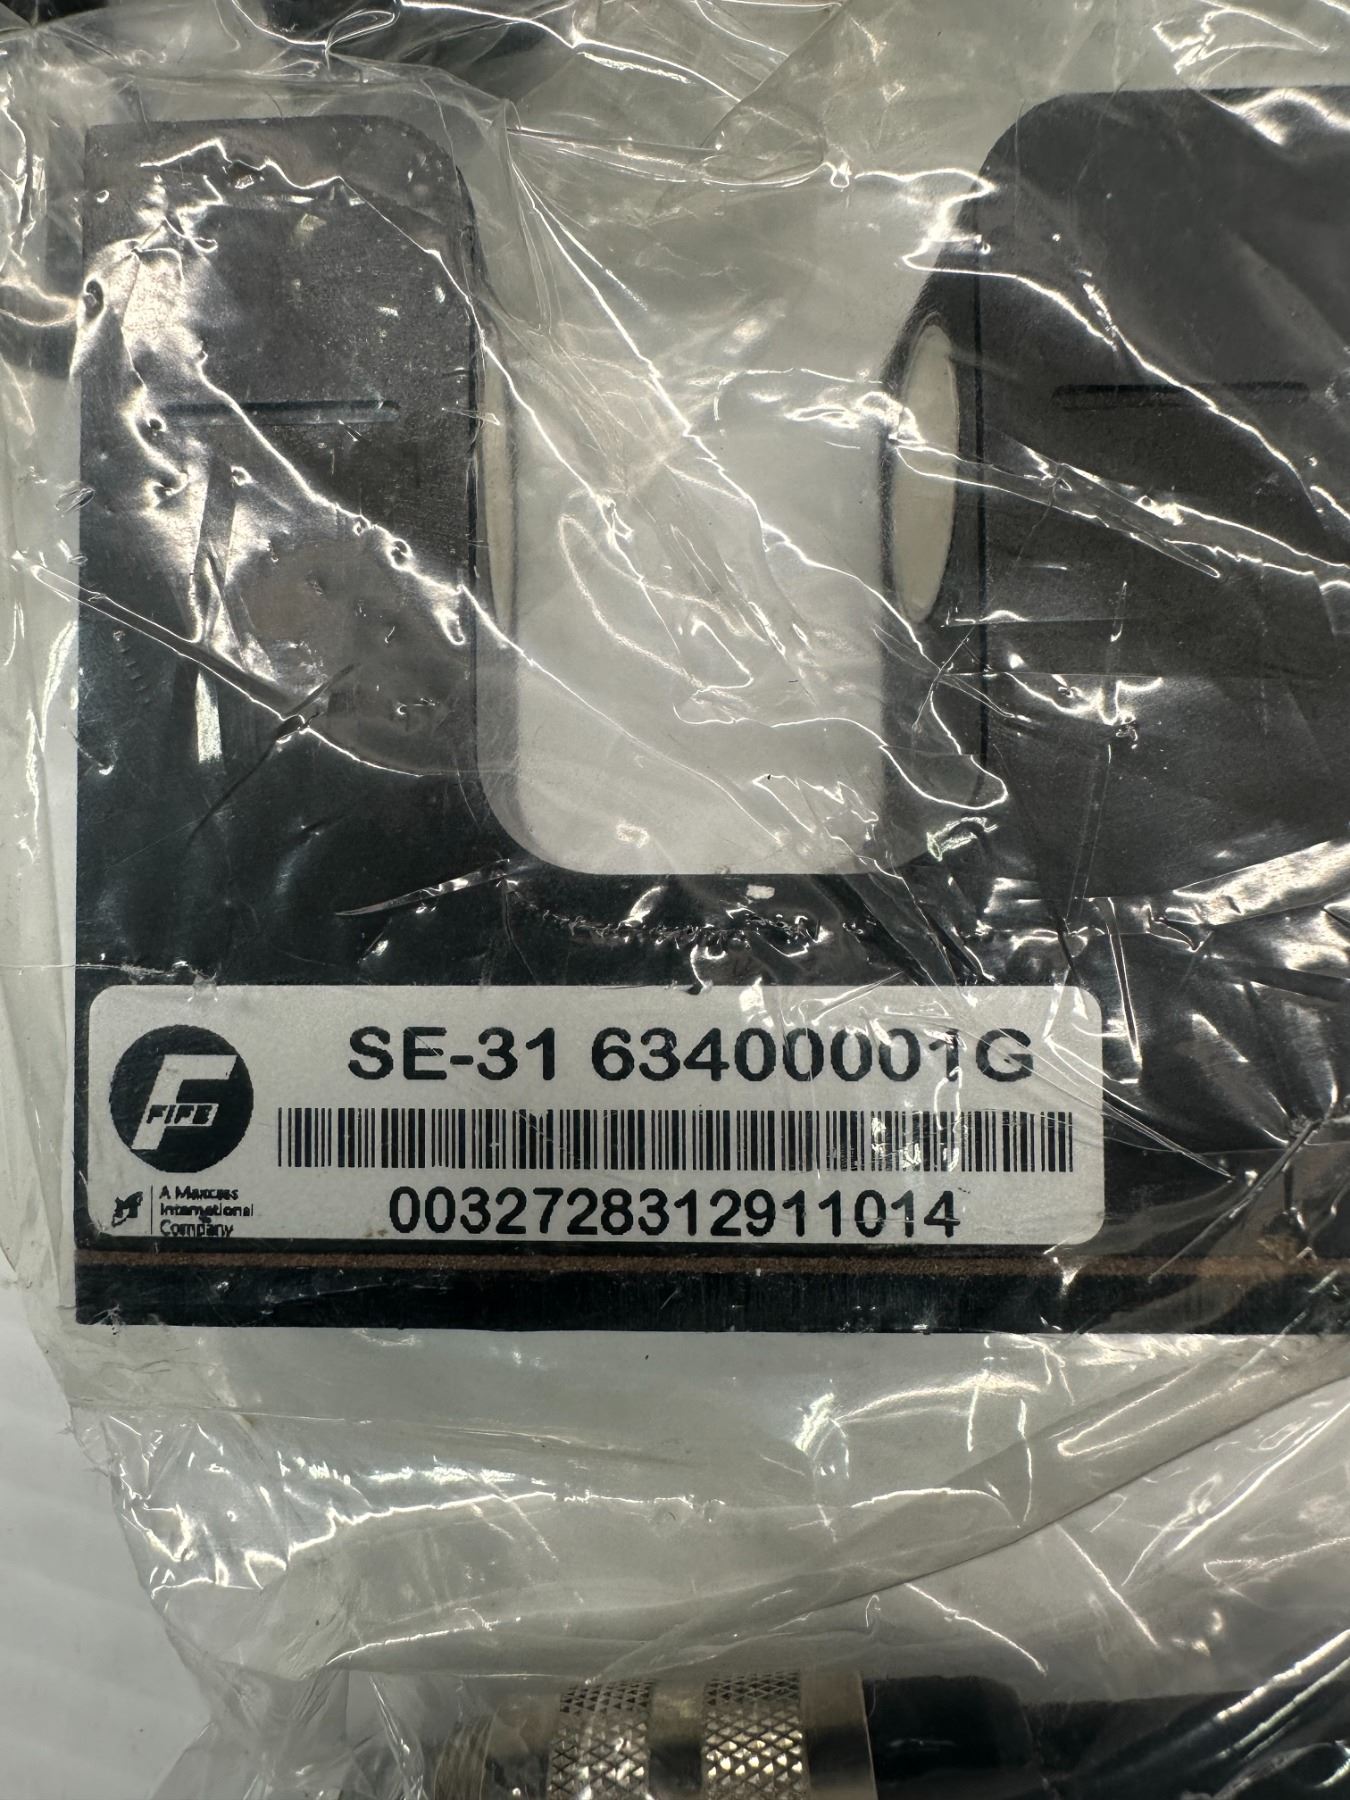 SE-31 63400001G
FIFE
A Maxcess
International
Company
0032728312911014